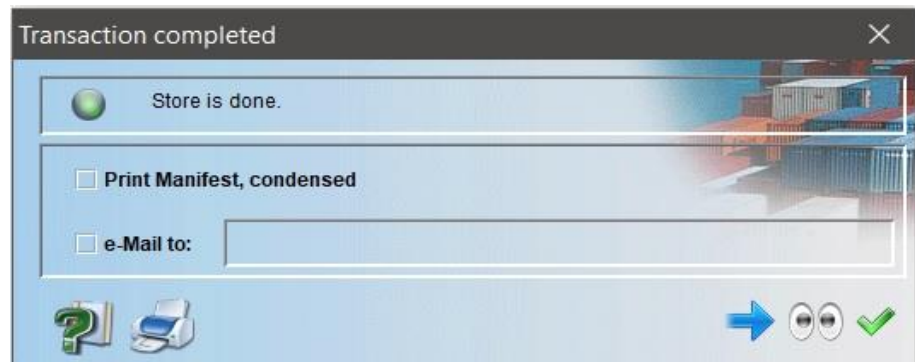 Transaction completed
Store is done.
Print Manifest, condensed
e-Mail to: